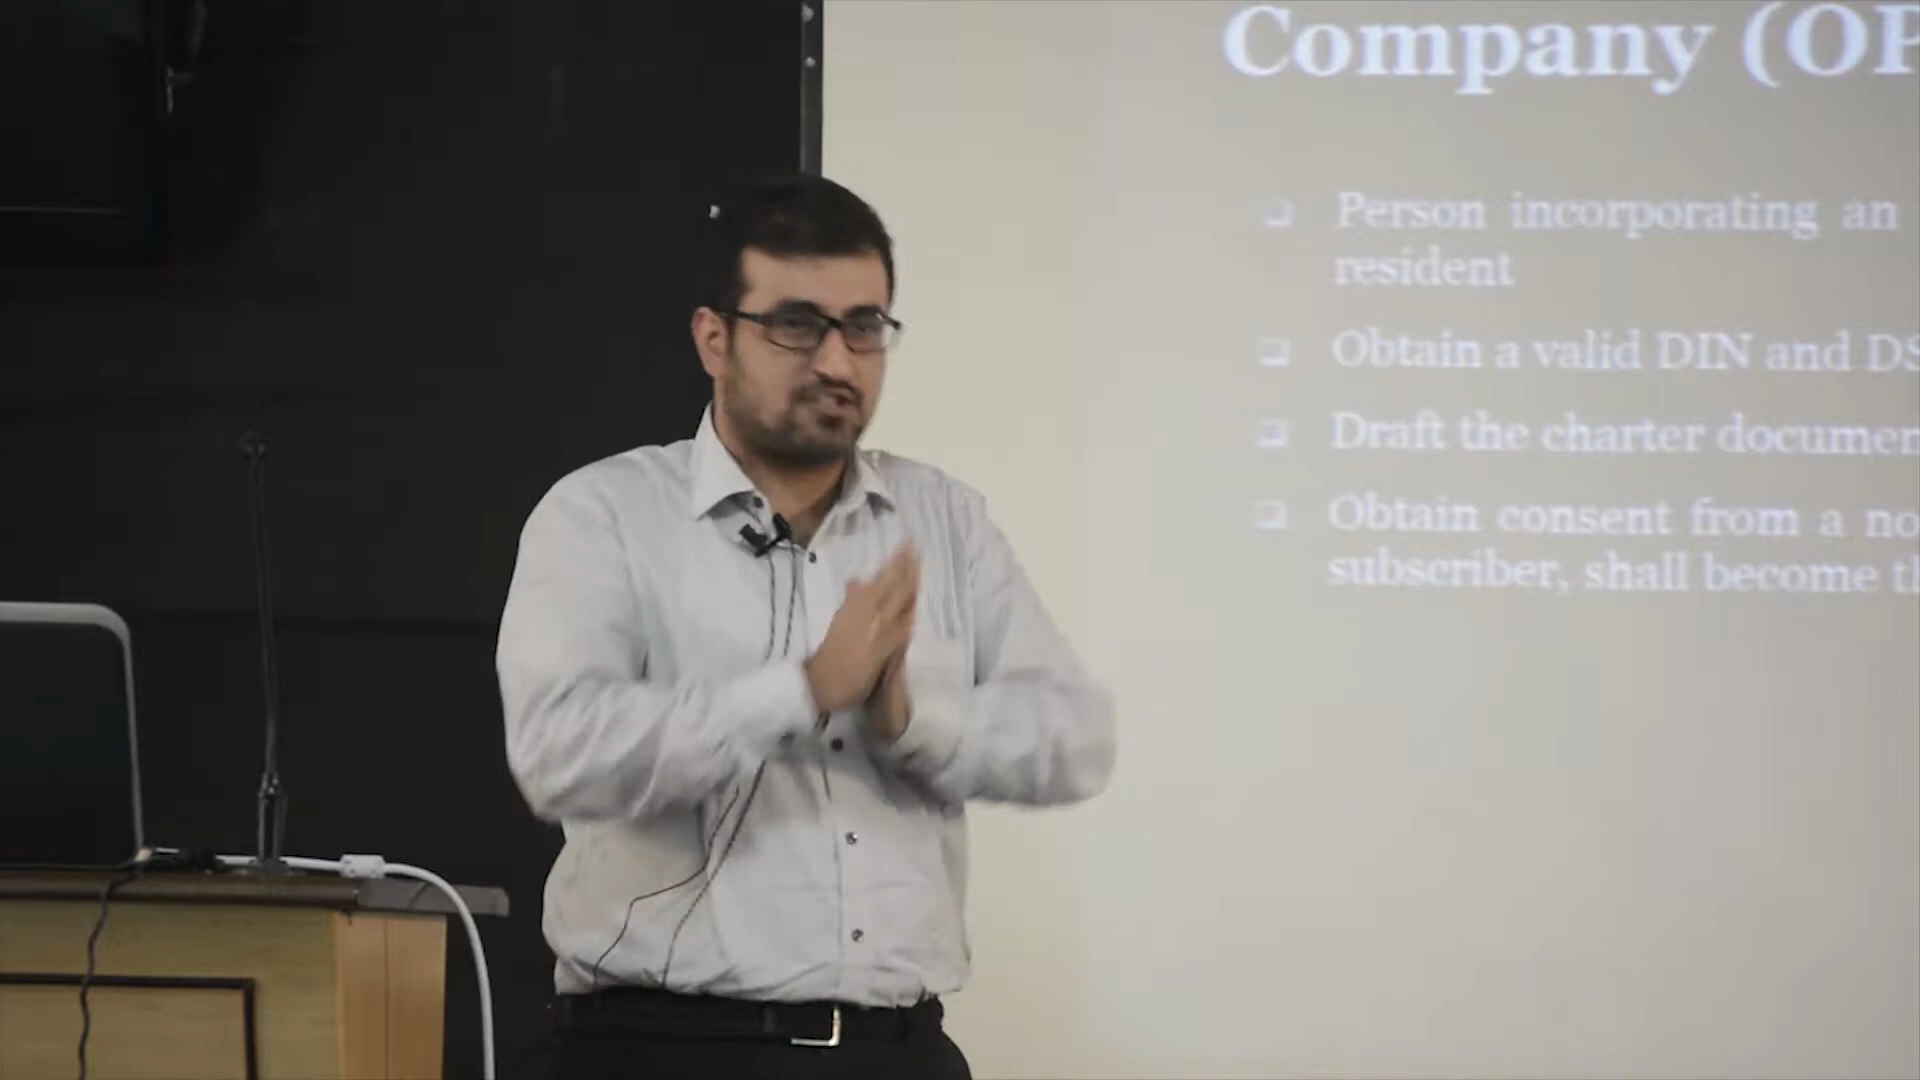 Company (OP
Person incorporating an
resident
Obtain a valid DIN and DS
Draft the charter documen
Obtain consent from a no
subscriber, shall become th